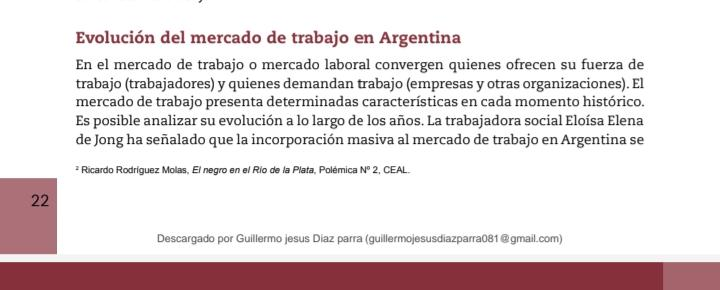 Evolución del mercado de trabajo en Argentina
En el mercado de trabajo o mercado laboral convergen quienes ofrecen su fuerza de
trabajo (trabajadores) y quienes demandan trabajo (empresas y otras organizaciones). El
mercado de trabajo presenta determinadas características en cada momento histórico.
Es posible analizar su evolución a lo largo de los años. La trabajadora social Eloísa Elena
de Jong ha señalado que la incorporación masiva al mercado de trabajo en Argentina se
² Ricardo Rodríguez Molas, El negro en el Río de la Plata, Polémica Nº 2, CEAL.
22
Descargado por Guillermo jesus Diaz parra (guillermojesusdiazparra081@gmail.com)